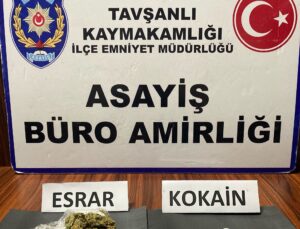 TAVŞANLI
KAYMAKAMLIĞI
İLÇE EMNİYET MÜDÜRLÜĞÜ
ASAYİŞ
BÜRO AMİRLİĞİ
ESRAR
KOKAİN